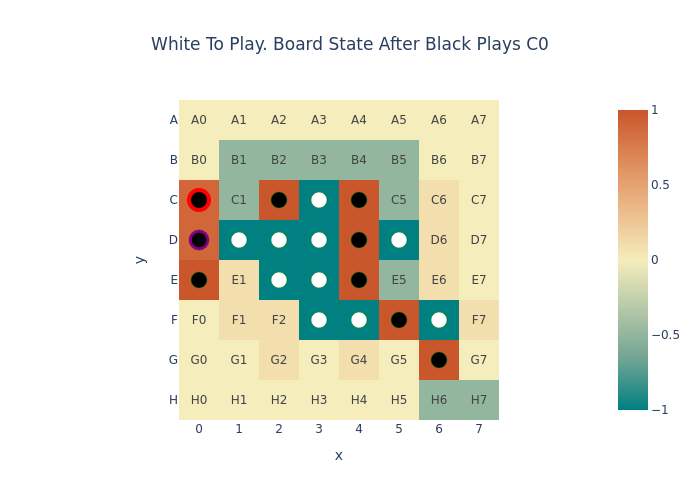 White To Play. Board State After Black Plays C0
A A0 A1 A2 A3 A4 A5 A6 A7
B B0 B1 B2 B3 B4 B5 B6 B7
C C1 C5 C6 C7
D D6 D7
E E1 E5 E6 E7
F F0 F1 F2 F7
G G0 G1 G2 G3 G4 G5 G7
H H0 H1 H2 H3 H4 H5 H6 H7
0 1 2 3 4 5 6 7
x
y
1
0.5
0
−0.5
−1